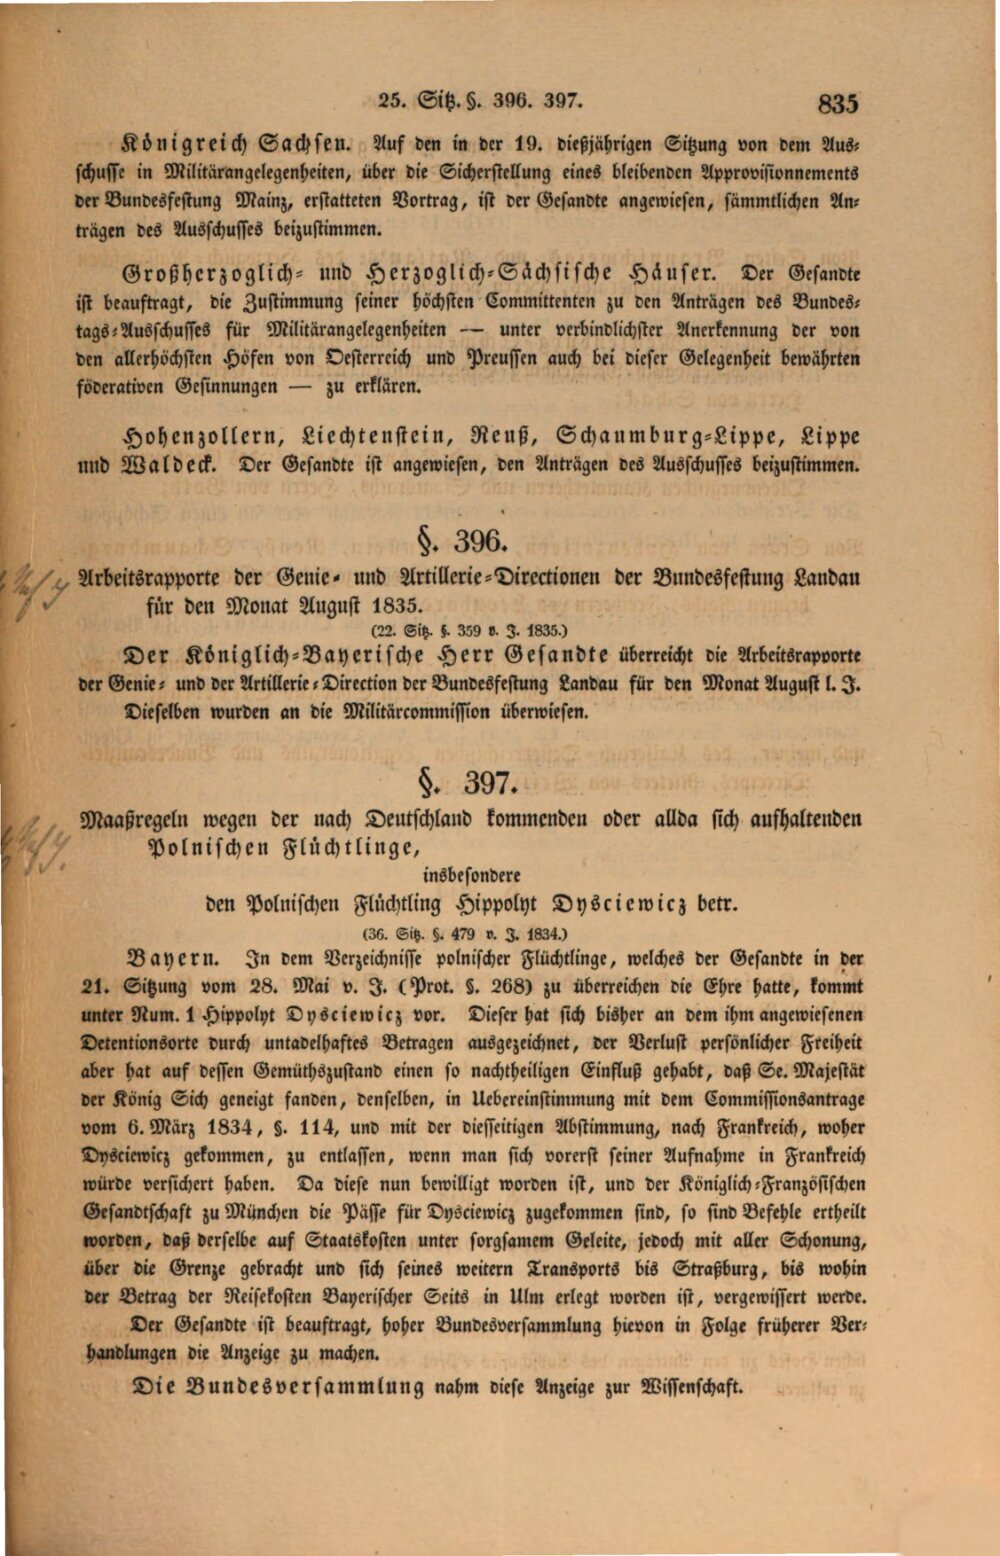 25. Sitz. §. 396. 397.
835
Königreich Sachsen. Auf den in der 19. dießjährigen Sitzung von dem Aus-
schusse in Militärangelegenheiten, über die Sicherstellung eines bleibenden Approvisionnements
der Bundesfestung Mainz, erstatteten Vortrag, ist der Gesandte angewiesen, sämmtlichen An-
trägen des Ausschusses beizustimmen.
Großherzoglich- und Herzoglich-Sächsische Häuser. Der Gesandte
ist beauftragt, die Zustimmung seiner höchsten Committenten zu den Anträgen des Bundes-
tags-Ausschusses für Militärangelegenheiten — unter verbindlichster Anerkennung der von
den allerhöchsten Höfen von Oesterreich und Preussen auch bei dieser Gelegenheit bewährten
föderativen Gesinnungen — zu erklären.
Hohenzollern, Liechtenstein, Reuß, Schaumburg-Lippe, Lippe
und Waldeck. Der Gesandte ist angewiesen, den Anträgen des Ausschusses beizustimmen.
§. 396.
Arbeitsrapporte der Genie- und Artillerie-Directionen der Bundesfestung Landau
für den Monat August 1835.
(22. Sitz. §. 359 v. J. 1835.)
Der Königlich-Bayerische Herr Gesandte überreicht die Arbeitsrapporte
der Genie- und der Artillerie-Direction der Bundesfestung Landau für den Monat August l. J.
Dieselben wurden an die Militärcommission überwiesen.
§. 397.
Maaßregeln wegen der nach Deutschland kommenden oder allda sich aufhaltenden
Polnischen Flüchtlinge,
insbesondere
den Polnischen Flüchtling Hippolyt Dysciewicz betr.
(36. Sitz. §. 479 v. J. 1834.)
Bayern. In dem Verzeichnisse polnischer Flüchtlinge, welches der Gesandte in der
21. Sitzung vom 28. Mai v. J. (Prot. §. 268) zu überreichen die Ehre hatte, kommt
unter Num. 1 Hippolyt Dysciewicz vor. Dieser hat sich bisher an dem ihm angewiesenen
Detentionsorte durch untadelhaftes Betragen ausgezeichnet, der Verlust persönlicher Freiheit
aber hat auf dessen Gemüthszustand einen so nachtheiligen Einfluß gehabt, daß Se. Majestät
der König Sich geneigt fanden, denselben, in Uebereinstimmung mit dem Commissionsantrage
vom 6. März 1834, §. 114, und mit der diesseitigen Abstimmung, nach Frankreich, woher
Dysciewicz gekommen, zu entlassen, wenn man sich vorerst seiner Aufnahme in Frankreich
würde versichert haben. Da diese nun bewilligt worden ist, und der Königlich-Französischen
Gesandtschaft zu München die Pässe für Dysciewicz zugekommen sind, so sind Befehle ertheilt
worden, daß derselbe auf Staatskosten unter sorgsamem Geleite, jedoch mit aller Schonung,
über die Grenze gebracht und sich seines weitern Transports bis Straßburg, bis wohin
der Betrag der Reisekosten Bayerischer Seits in Ulm erlegt worden ist, vergewissert werde.
Der Gesandte ist beauftragt, hoher Bundesversammlung hievon in Folge früherer Ver-
handlungen die Anzeige zu machen.
Die Bundesversammlung nahm diese Anzeige zur Wissenschaft.